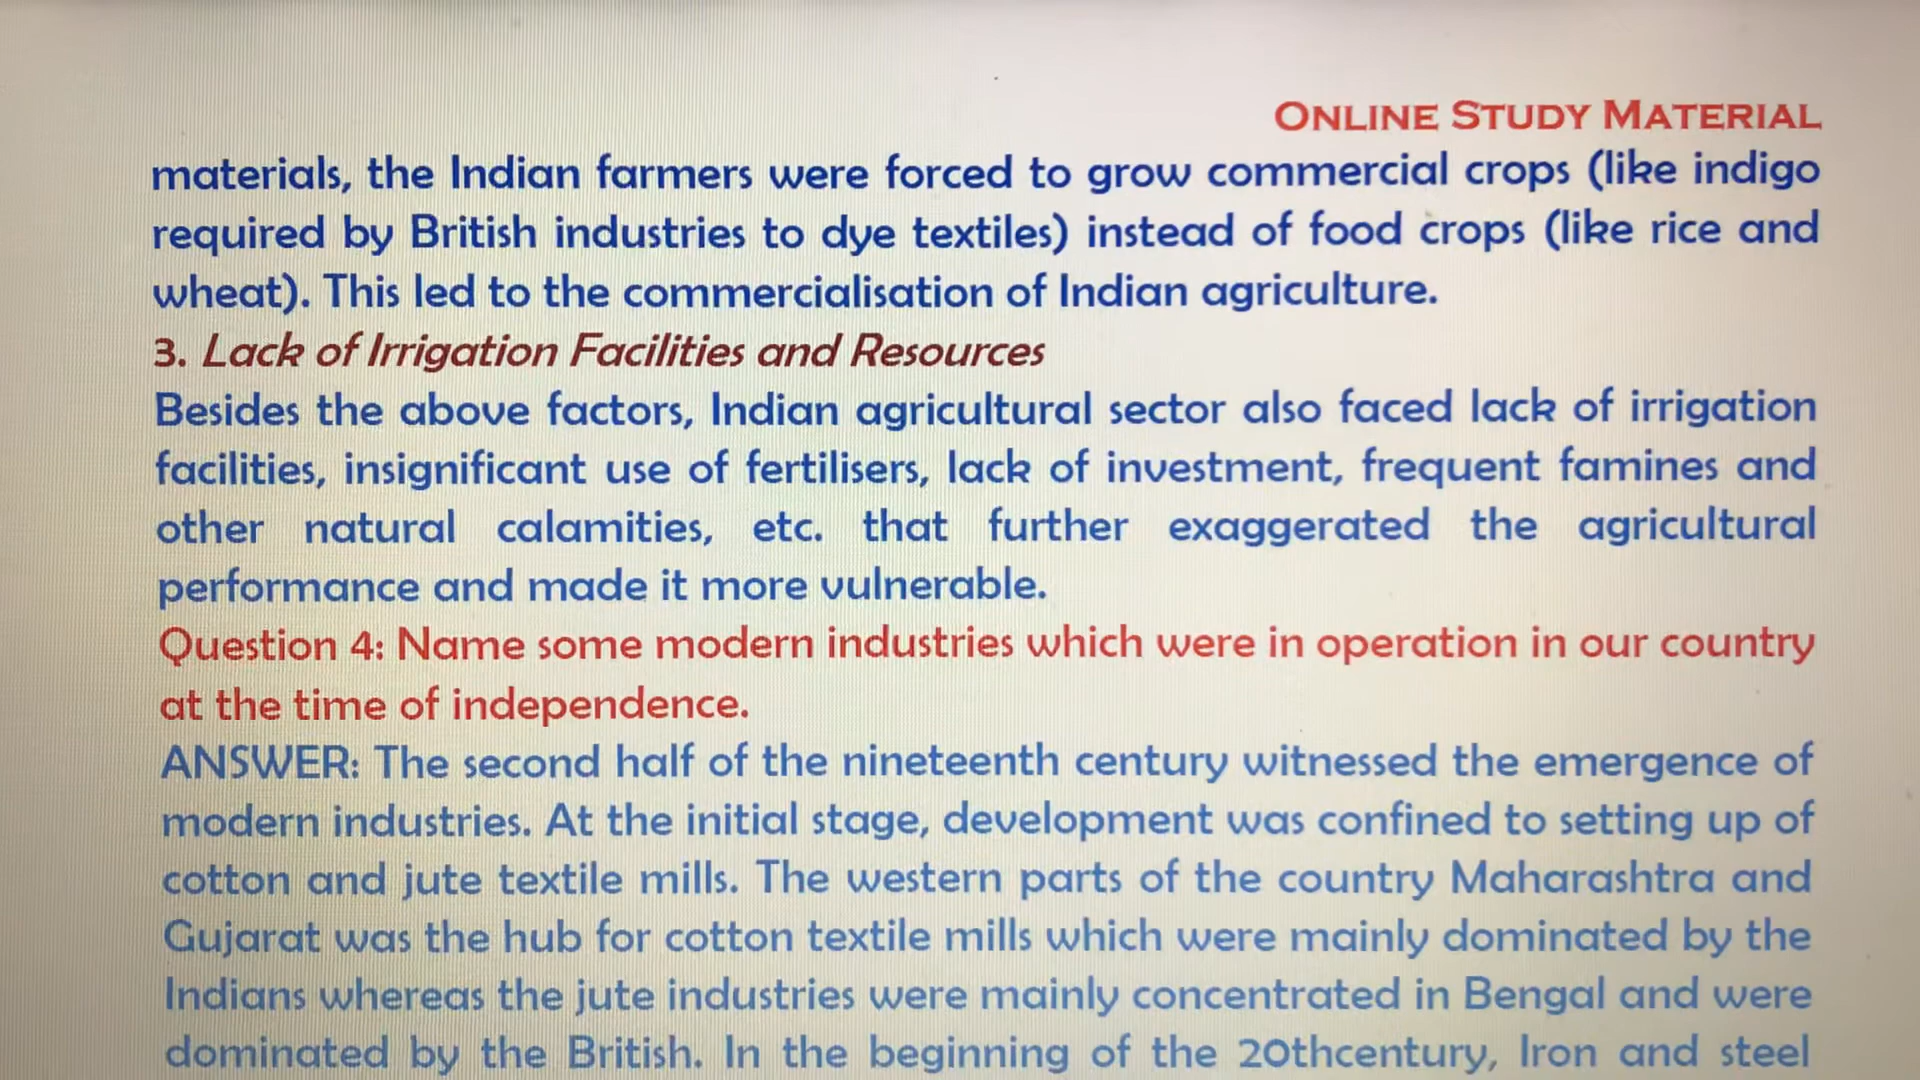 ONLINE STUDY MATERIAL
materials, the Indian farmers were forced to grow commercial crops (like indigo
required by British industries to dye textiles) instead of food crops (like rice and
wheat). This led to the commercialisation of Indian agriculture.
3. Lack of Irrigation Facilities and Resources
Besides the above factors, Indian agricultural sector also faced lack of irrigation
facilities, insignificant use of fertilisers, lack of investment, frequent famines and
other natural calamities, etc. that further exaggerated the agricultural
performance and made it more vulnerable.
Question 4: Name some modern industries which were in operation in our country
at the time of independence.
ANSWER: The second half of the nineteenth century witnessed the emergence of
modern industries. At the initial stage, development was confined to setting up of
cotton and jute textile mills. The western parts of the country Maharashtra and
Gujarat was the hub for cotton textile mills which were mainly dominated by the
Indians whereas the jute industries were mainly concentrated in Bengal and were
dominated by the British. In the beginning of the 20thcentury, Iron and steel